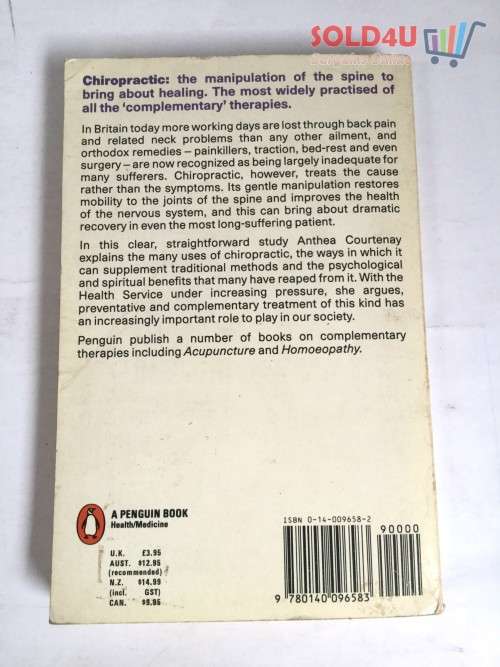 SOLD4U
Chiropractic: the manipulation of the spine to
bring about healing. The most widely practised of
all the 'complementary' therapies.
In Britain today more working days are lost through back pain
and related neck problems than any other ailment, and
orthodox remedies – painkillers, traction, bed-rest and even
surgery – are now recognized as being largely inadequate for
many sufferers. Chiropractic, however, treats the cause
rather than the symptoms. Its gentle manipulation restores
mobility to the joints of the spine and improves the health
of the nervous system, and this can bring about dramatic
recovery in even the most long-suffering patient.
In this clear, straightforward study Anthea Courtenay
explains the many uses of chiropractic, the ways in which it
can supplement traditional methods and the psychological
and spiritual benefits that many have reaped from it. With the
Health Service under increasing pressure, she argues,
preventative and complementary treatment of this kind has
an increasingly important role to play in our society.
Penguin publish a number of books on complementary
therapies including Acupuncture and Homoeopathy.
A PENGUIN BOOK
Health/Medicine
U.K. £3.95
AUST. $12.95
(recommended)
N.Z. $14.99
(incl. GST)
CAN. $9.95
ISBN 0-14-009658-2
90000
9 780140 096583